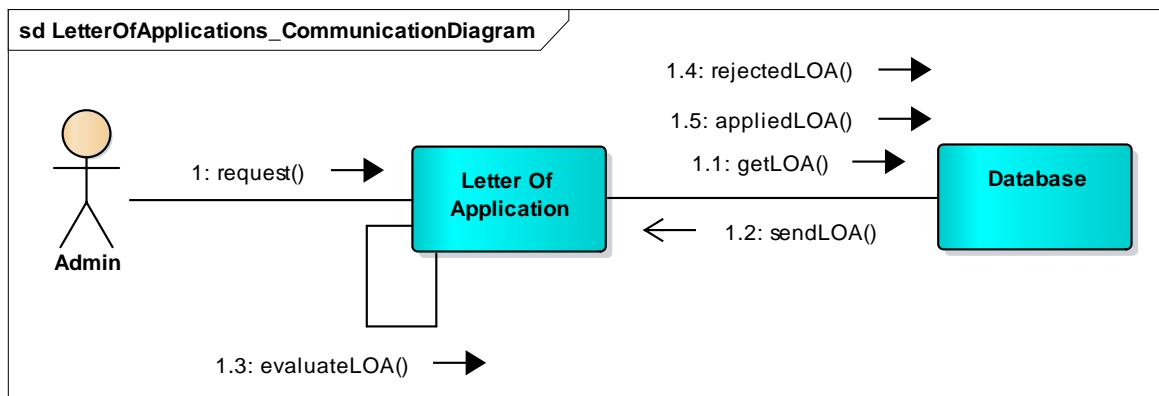 sd LetterOfApplications_CommunicationDiagram
1.4: rejectedLOA()
1.5: appliedLOA()
1: request()
1.1: getLOA()
Letter Of
Application
Database
1.2: sendLOA()
Admin
1.3: evaluateLOA()